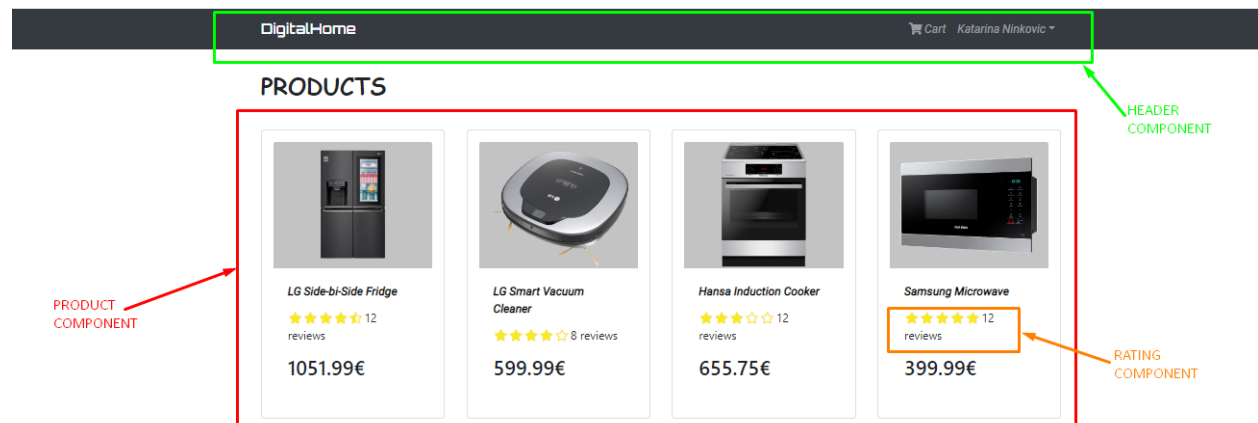 DigitalHome
Cart Katarina Ninkovic
PRODUCTS
HEADER
COMPONENT
LG Side-bi-Side Fridge
12
reviews
1051.99€
LG Smart Vacuum
Cleaner
8 reviews
599.99€
Hansa Induction Cooker
12
reviews
655.75€
Samsung Microwave
12
reviews
399.99€
PRODUCT
COMPONENT
RATING
COMPONENT